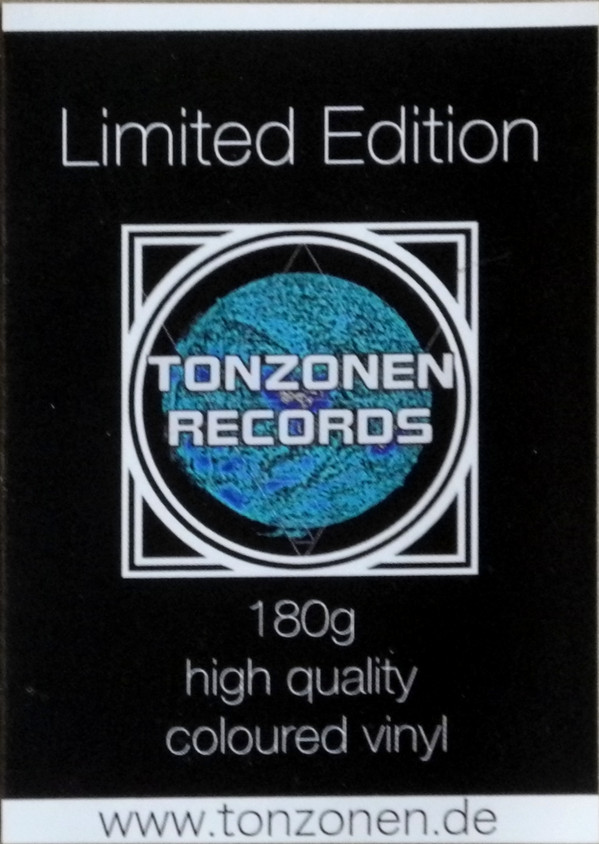 Limited Edition
TONZONEN
RECORDS
180g
high quality
coloured vinyl
www.tonzonen.de